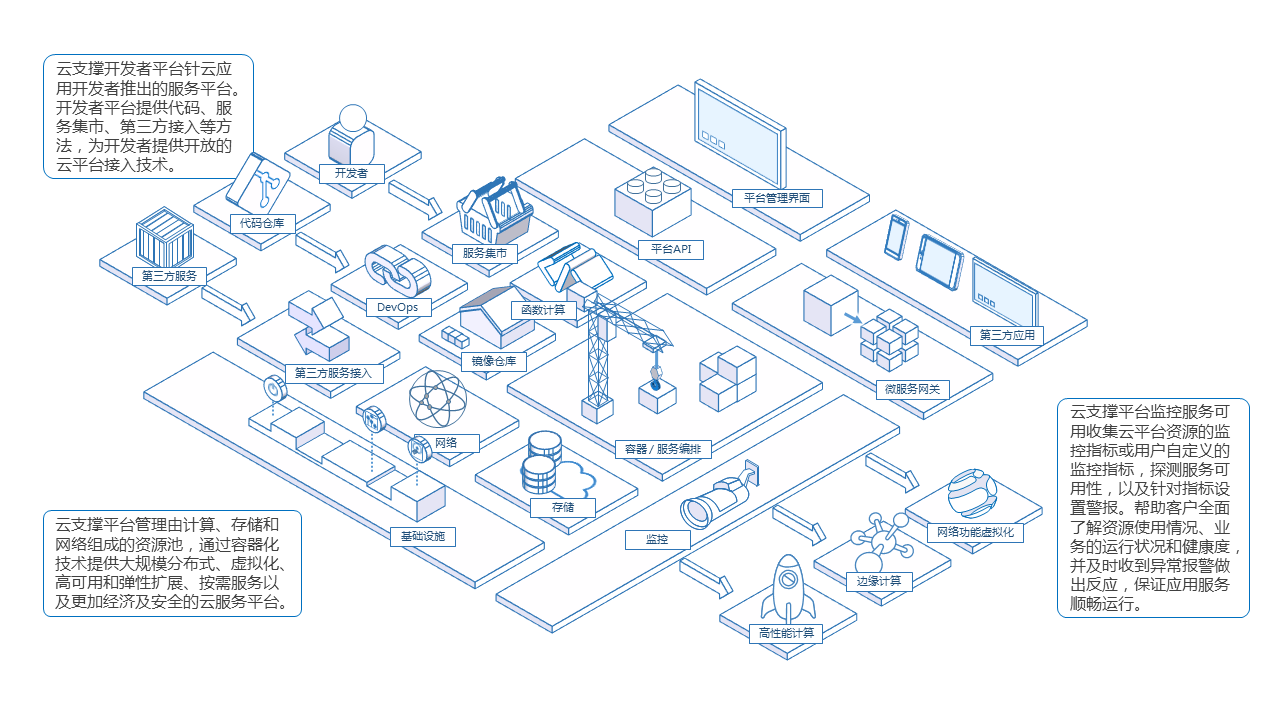 云支撑开发者平台针云应
用开发者推出的服务平台。
开发者平台提供代码、服
务集市、第三方接入等方
法，为开发者提供开放的
云平台接入技术。
开发者
平台管理界面
代码仓库
服务集市
平台API
第三方服务
DevOps
函数计算
第三方应用
镜像仓库
第三方服务接入
微服务网关
网络
容器 / 服务编排
存储
基础设施
监控
网络功能虚拟化
边缘计算
高性能计算
云支撑平台监控服务可
用收集云平台资源的监
控指标或用户自定义的
监控指标，探测服务可
用性，以及针对指标设
置警报。帮助客户全面
了解资源使用情况、业
务的运行状况和健康度，
并及时收到异常报警做
出反应，保证应用服务
顺畅运行。
云支撑平台管理由计算、存储和
网络组成的资源池，通过容器化
技术提供大规模分布式、虚拟化、
高可用和弹性扩展、按需服务以
及更加经济及安全的云服务平台。